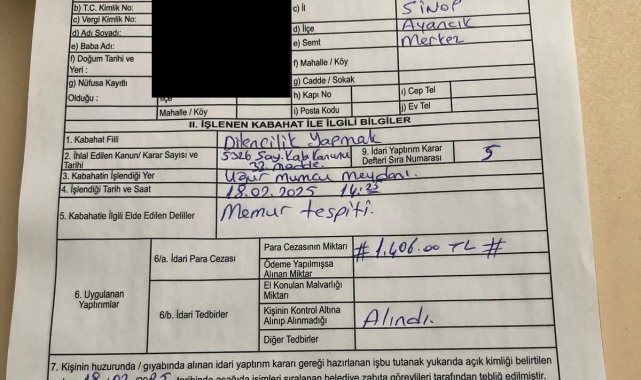 b) T.C. Kimlik No:
c) Vergi Kimlik No:
d) Adı Soyadı:
e) Baba Adı:
f) Doğum Tarihi ve
Yeri :
g) Nüfusa Kayıtlı
Olduğu :
İlçe
Mahalle / Köy
c) İl SİNOP
d) İlçe Ayancık
e) Semt Merkez
f) Mahalle / Köy
g) Cadde / Sokak
h) Kapı No ı) Cep Tel
i) Posta Kodu j) Ev Tel
II. İŞLENEN KABAHAT İLE İLGİLİ BİLGİLER
1. Kabahat Fiili Dilencilik Yapmak
2. İhlal Edilen Kanun/ Karar Sayısı ve
Tarihi
5326 Say. Kab. Kanunu
32 madde.
9. İdari Yaptırım Karar
Defteri Sıra Numarası 5
3. Kabahatin İşlendiği Yer Uğur Mumcu meydanı.
4. İşlendiği Tarih ve Saat 18.02.2025
5. Kabahatle İlgili Elde Edilen Deliller Memur tespiti.
6. Uygulanan
Yaptırımlar
6/a. İdari Para Cezası
Para Cezasının Miktarı # 1.406.00 TL #
Ödeme Yapılmışsa
Alınan Miktar
6/b. İdari Tedbirler
El Konulan Malvarlığı
Miktarı
Kişinin Kontrol Altına
Alınıp Alınmadığı Alındı.
Diğer Tedbirler
7. Kişinin huzurunda / gıyabında alınan idari yaptırım kararı gereği hazırlanan işbu tutanak yukarıda açık kimliği belirtilen
tarihinde aşağıda isimleri sıralanan belediye zabıta görevlileri tarafından tebliğ edilmiştir.